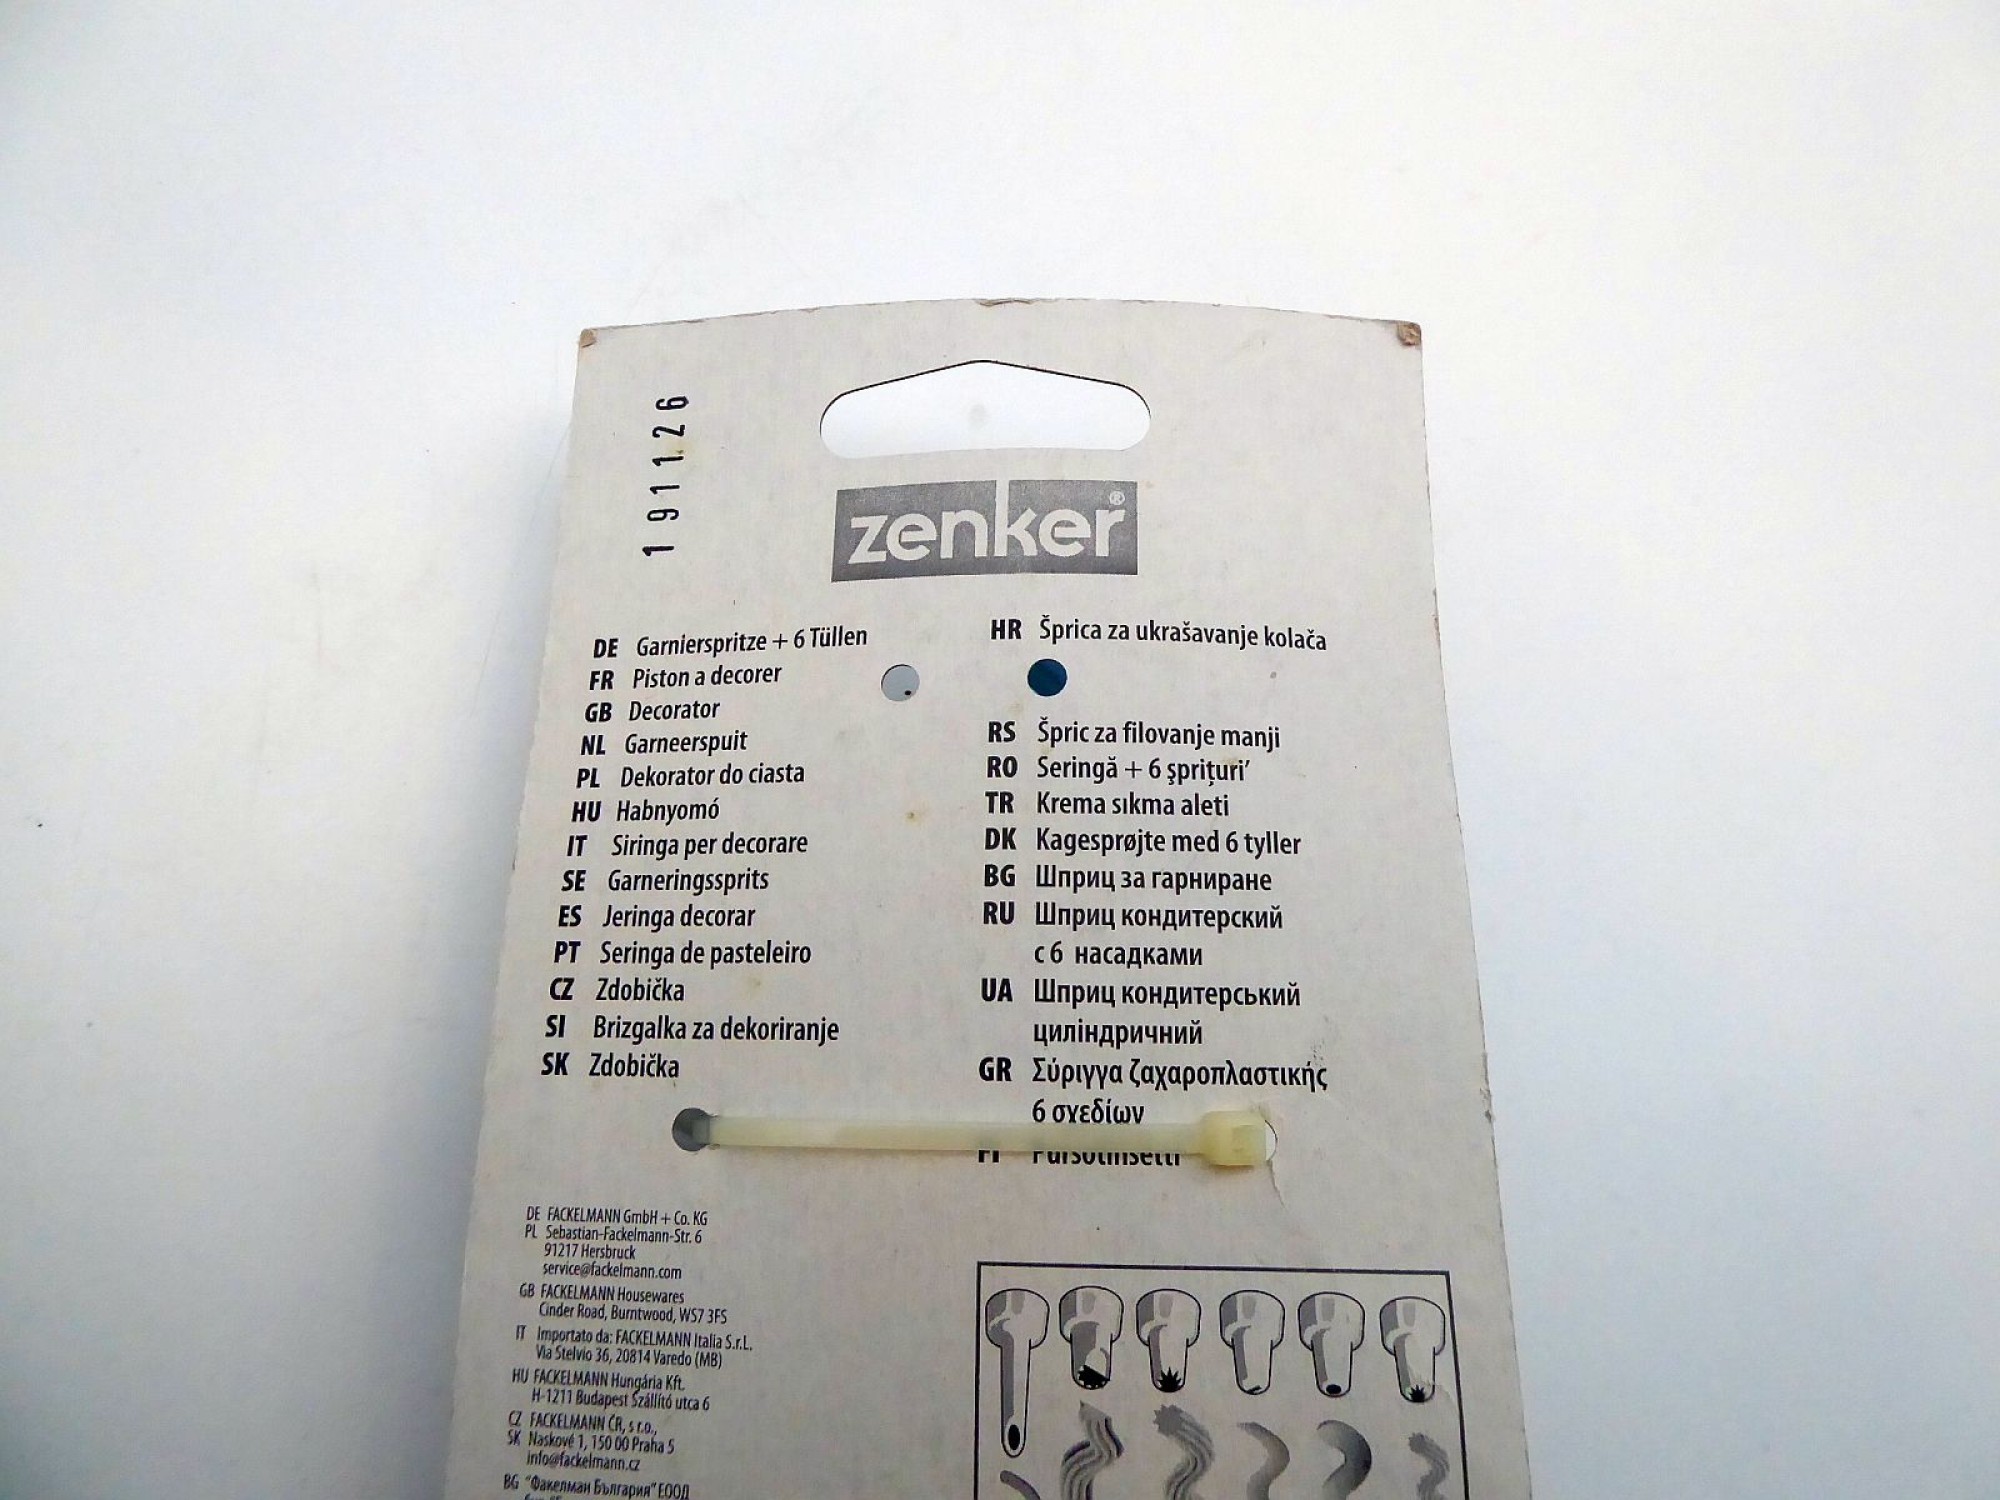 191126
zenker®
DE Garnierspritze + 6 Tüllen
FR Piston a decorer
GB Decorator
NL Garneerspuit
PL Dekorator do ciasta
HU Habnyomó
IT Siringa per decorare
SE Garneringssprits
ES Jeringa decorar
PT Seringa de pasteleiro
CZ Zdobička
SI Brizgalka za dekoriranje
SK Zdobička
HR Šprica za ukrašavanje kolača
RS Špric za filovanje manji
RO Seringă + 6 șprițuri’
TR Krema sıkma aleti
DK Kagesprøjte med 6 tyller
BG Шприц за гарниране
RU Шприц кондитерский
с 6 насадками
UA Шприц кондитерський
циліндричний
GR Σύριγγα ζαχαροπλαστικής
6 σχεδίων
DE FACKELMANN GmbH + Co. KG
PL Sebastian-Fackelmann-Str. 6
91217 Hersbruck
service@fackelmann.com
GB FACKELMANN Housewares
Cinder Road, Burntwood, WS7 3FS
IT Importato da: FACKELMANN Italia S.r.L.
Via Stelvio 36, 20814 Varedo (MB)
HU FACKELMANN Hungária Kft.
H-1211 Budapest Szállító utca 6
CZ FACKELMANN ČR, s r.o.,
SK Naskové 1, 150 00 Praha 5
info@fackelmann.cz
BG "Факелман България" ЕООД